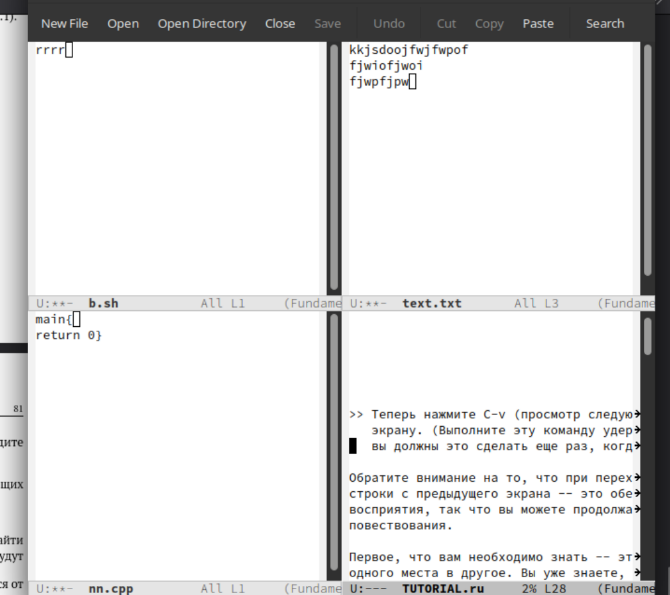 .1).
New File Open Open Directory Close Save Undo Cut Copy Paste Search
rrrr
U:**- b.sh All L1 (Fundame
kkjsdoojfwjfwpof
fjwiofjwoi
fjwpfjpw
U:**- text.txt All L3 (Fundame
main{
return 0}
U:**- nn.cpp All L1 (Fundame
>> Теперь нажмите C-v (просмотр следую
экрану. (Выполните эту команду удер
вы должны это сделать еще раз, когд
Обратите внимание на то, что при перех
строки с предыдущего экрана -- это обе
восприятия, так что вы можете продолжа
повествования.
Первое, что вам необходимо знать -- эт
одного места в другое. Вы уже знаете,
U:--- TUTORIAL.ru 2% L28 (Fundame
81
дите
щих
айти
удут
ся от